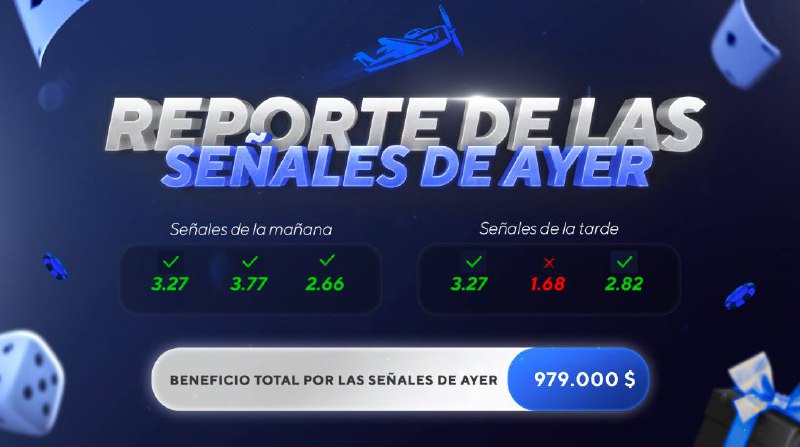 REPORTE DE LAS
SEÑALES DE AYER
Señales de la mañana
3.27 3.77 2.66
Señales de la tarde
3.27 1.68 2.82
BENEFICIO TOTAL POR LAS SEÑALES DE AYER 979.000 $